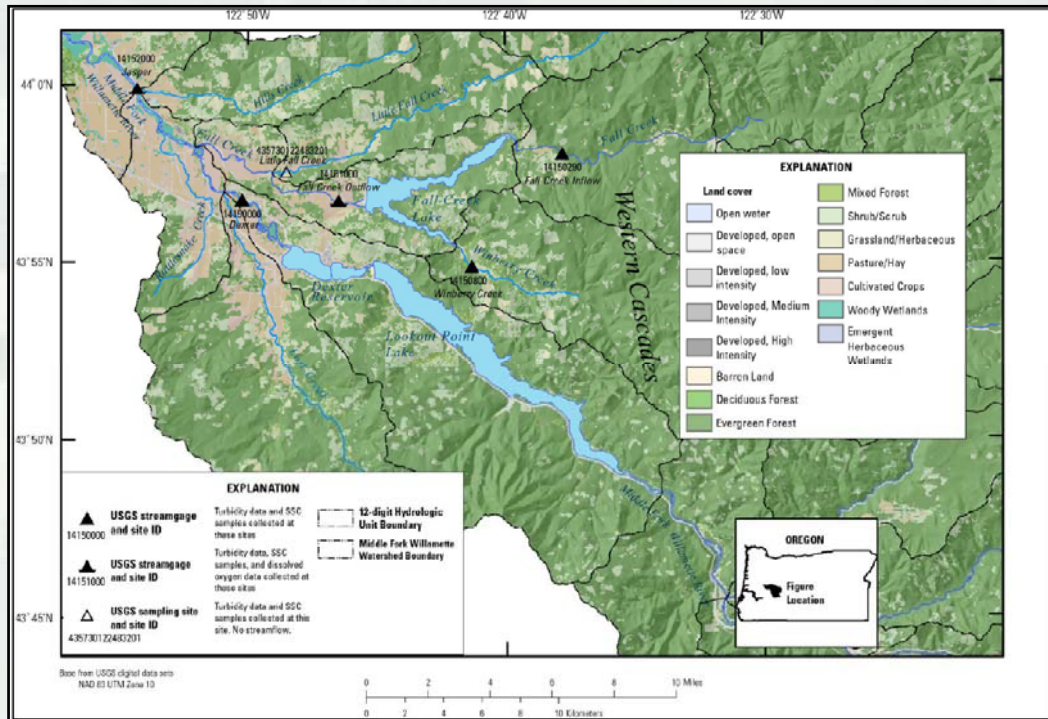 122°50'W
122°40'W
122°30'W
44°0'N
43°55'N
43°50'N
43°45'N
14152000
Jasper
Middle Fork
Willamette River
Hills Creek
Little Fall Creek
Fall Creek
435730122483201
Little Fall Creek
14151000
Fall Creek Outflow
Fall Creek
14150290
Fall Creek Inflow
Fall Creek
Lake
14150000
Dexter
Rattlesnake Creek
Winberry Creek
14150800
Winberry Creek
Dexter
Reservoir
Lookout Point
Lake
Lost Creek
Western Cascades
Middle Fork Willamette River
EXPLANATION
Land cover
Open water
Developed, open
space
Developed, low
intensity
Developed, Medium
Intensity
Developed, High
Intensity
Barren Land
Deciduous Forest
Evergreen Forest
Mixed Forest
Shrub/Scrub
Grassland/Herbaceous
Pasture/Hay
Cultivated Crops
Woody Wetlands
Emergent
Herbaceous
Wetlands
EXPLANATION
14150000
USGS streamgage
and site ID
Turbidity data and SSC
samples collected at
these sites
14151000
USGS streamgage
and site ID
Turbidity data, SSC
samples, and dissolved
oxygen data collected at
these sites
435730122483201
USGS sampling site
and site ID
Turbidity data and SSC
samples collected at this
site. No streamflow.
12-digit Hydrologic
Unit Boundary
Middle Fork Willamette
Watershed Boundary
OREGON
Figure
Location
Base from USGS digital data sets
NAD 83 UTM Zone 10
0 2 4 6 8 10 Miles
0 2 4 6 8 10 Kilometers